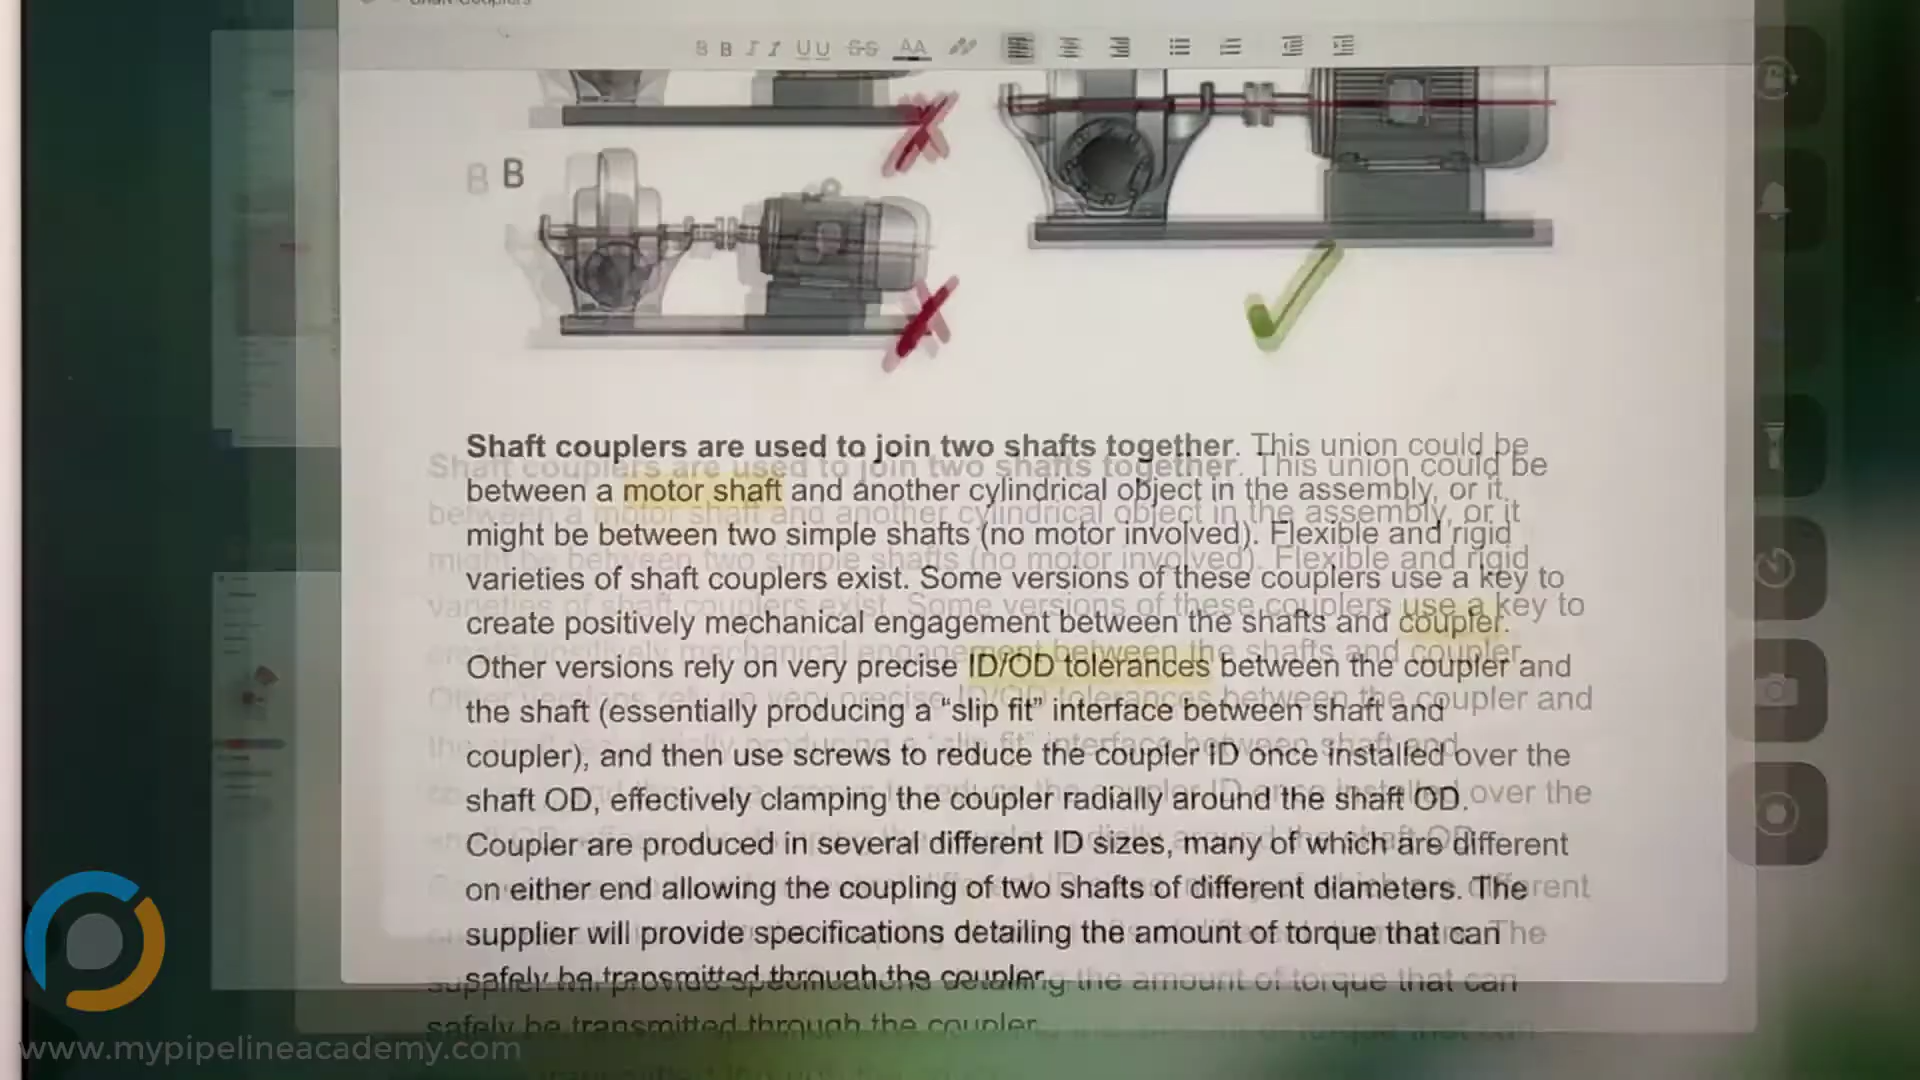 Shaft Couplers
B B I I U U S S AA
B B
Shaft couplers are used to join two shafts together. This union could be
between a motor shaft and another cylindrical object in the assembly, or it
might be between two simple shafts (no motor involved). Flexible and rigid
varieties of shaft couplers exist. Some versions of these couplers use a key to
create positively mechanical engagement between the shafts and coupler.
Other versions rely on very precise ID/OD tolerances between the coupler and
the shaft (essentially producing a “slip fit” interface between shaft and
coupler), and then use screws to reduce the coupler ID once installed over the
shaft OD, effectively clamping the coupler radially around the shaft OD.
Coupler are produced in several different ID sizes, many of which are different
on either end allowing the coupling of two shafts of different diameters. The
supplier will provide specifications detailing the amount of torque that can
safely be transmitted through the coupler.
www.mypipelineacademy.com